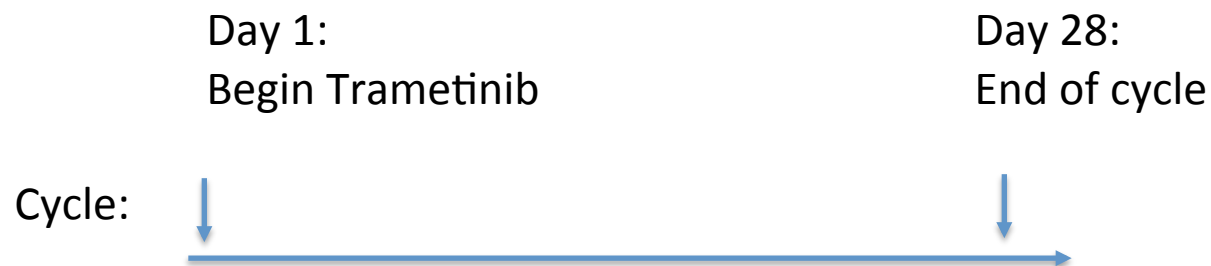 Day 1:
Begin Trametinib
Day 28:
End of cycle
Cycle: